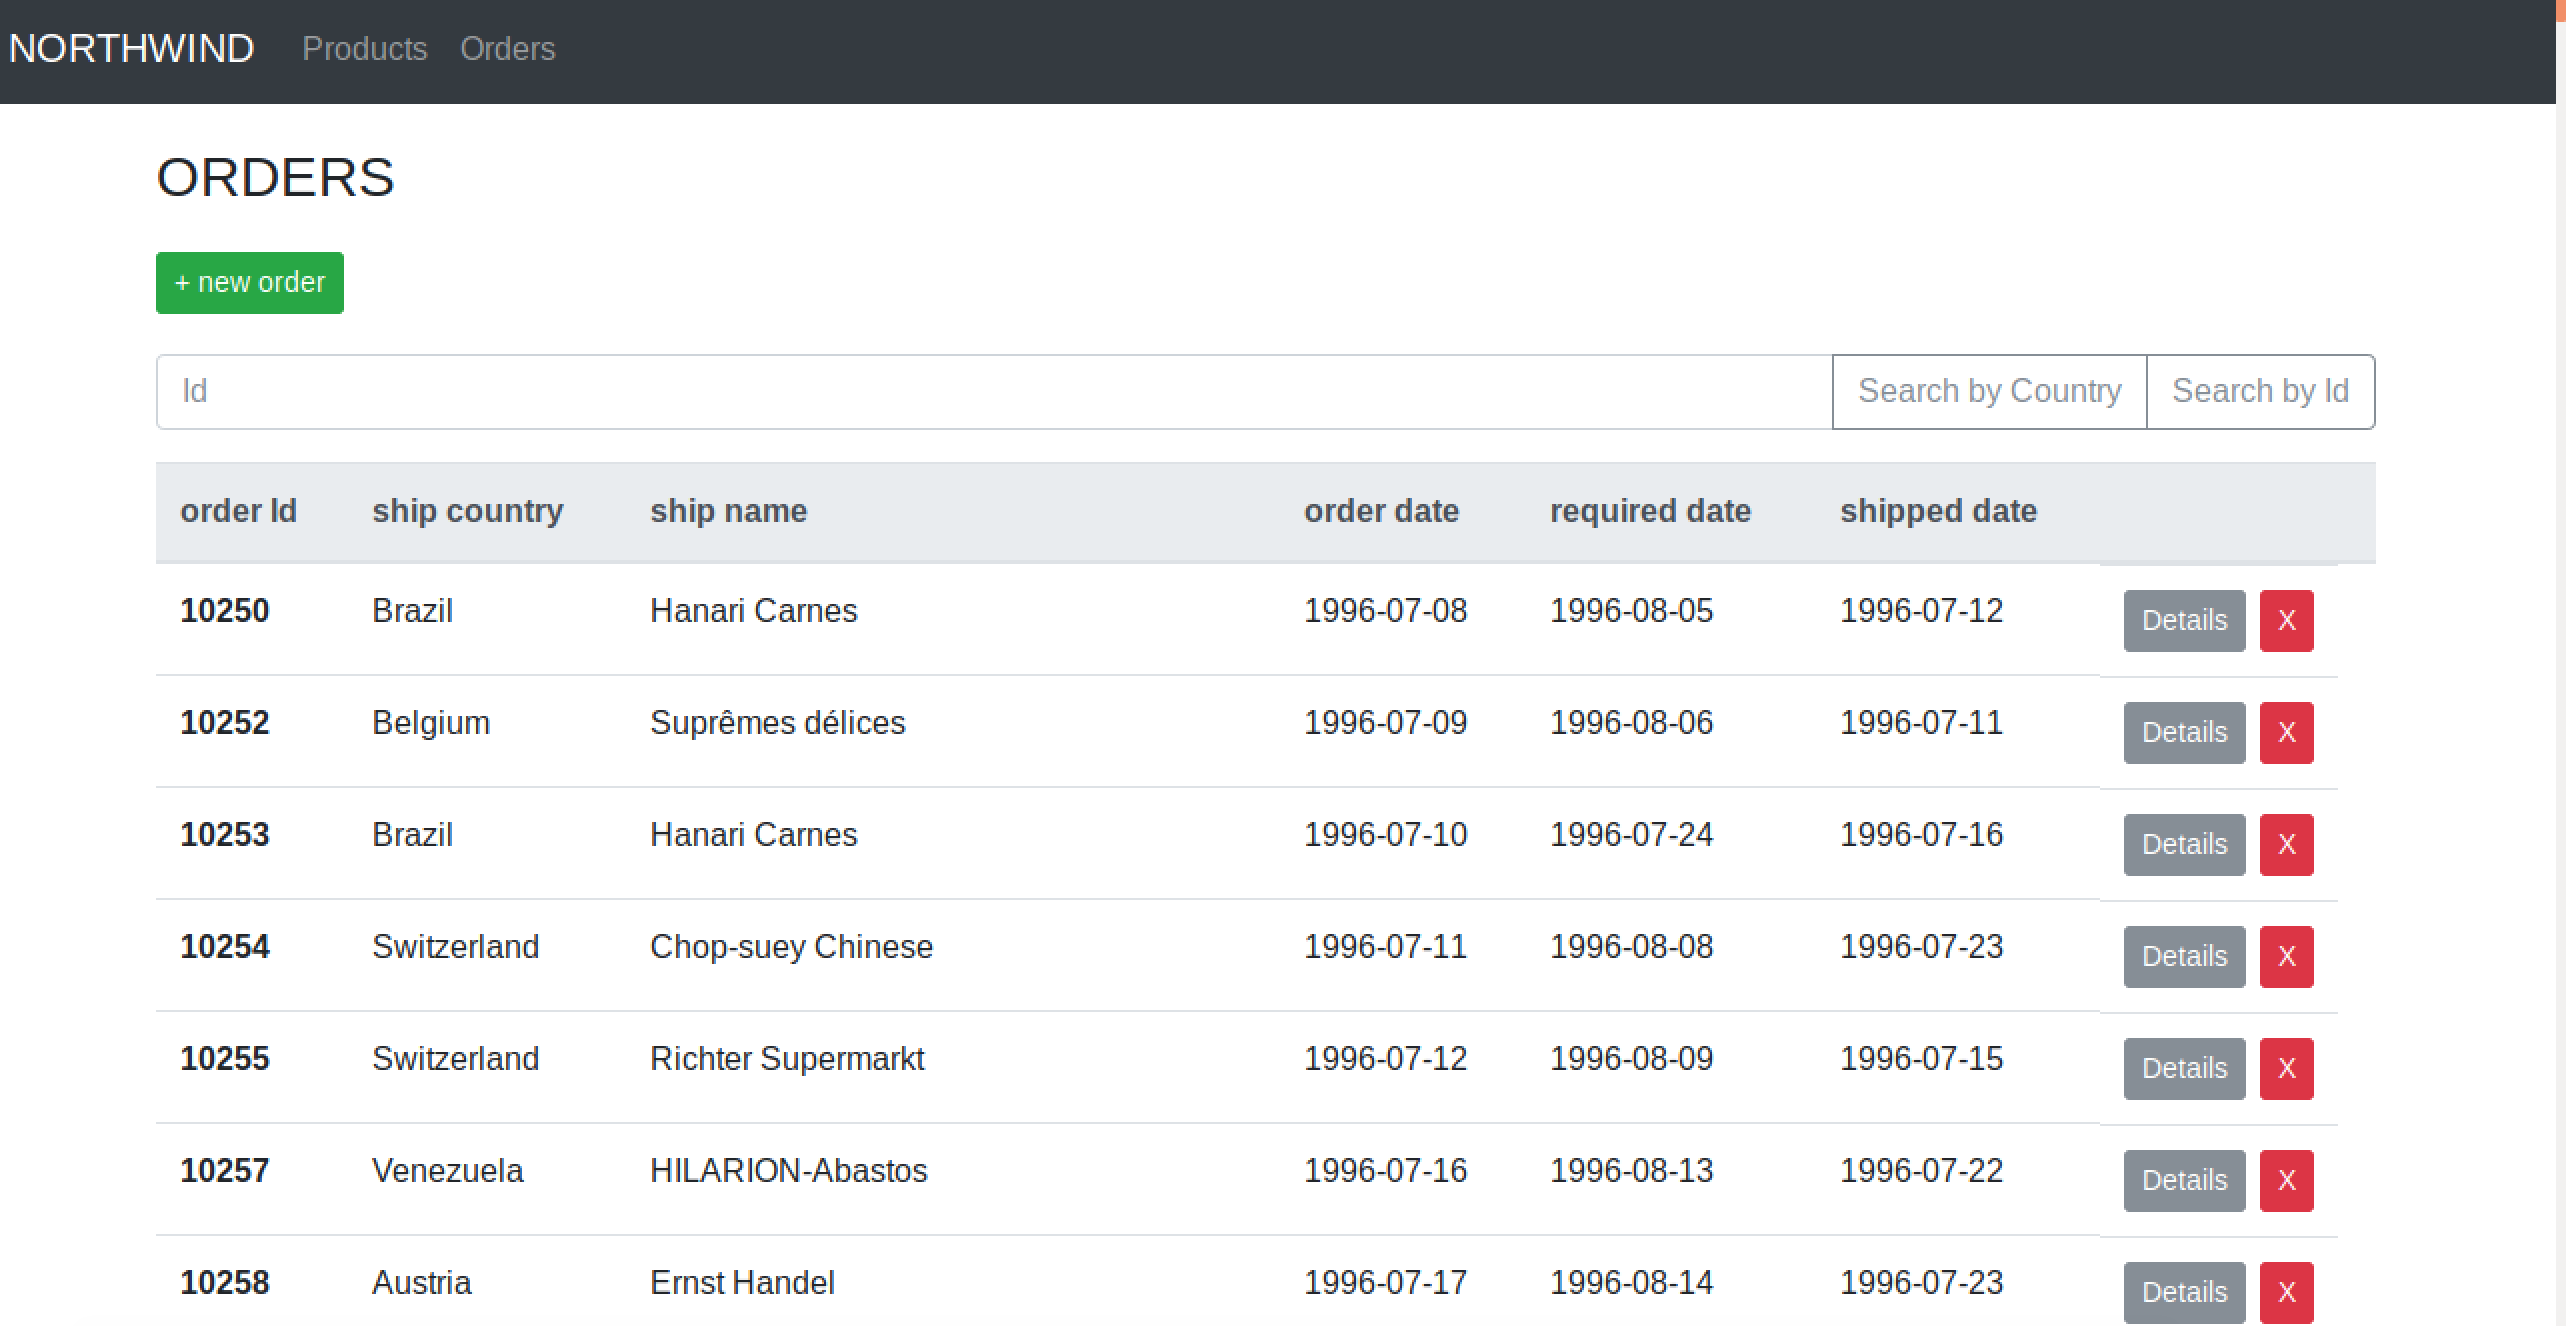 NORTHWIND Products Orders
ORDERS
+ new order
Id Search by Country Search by Id
order Id ship country ship name order date required date shipped date
10250 Brazil Hanari Carnes 1996-07-08 1996-08-05 1996-07-12 Details X
10252 Belgium Suprêmes délices 1996-07-09 1996-08-06 1996-07-11 Details X
10253 Brazil Hanari Carnes 1996-07-10 1996-07-24 1996-07-16 Details X
10254 Switzerland Chop-suey Chinese 1996-07-11 1996-08-08 1996-07-23 Details X
10255 Switzerland Richter Supermarkt 1996-07-12 1996-08-09 1996-07-15 Details X
10257 Venezuela HILARION-Abastos 1996-07-16 1996-08-13 1996-07-22 Details X
10258 Austria Ernst Handel 1996-07-17 1996-08-14 1996-07-23 Details X